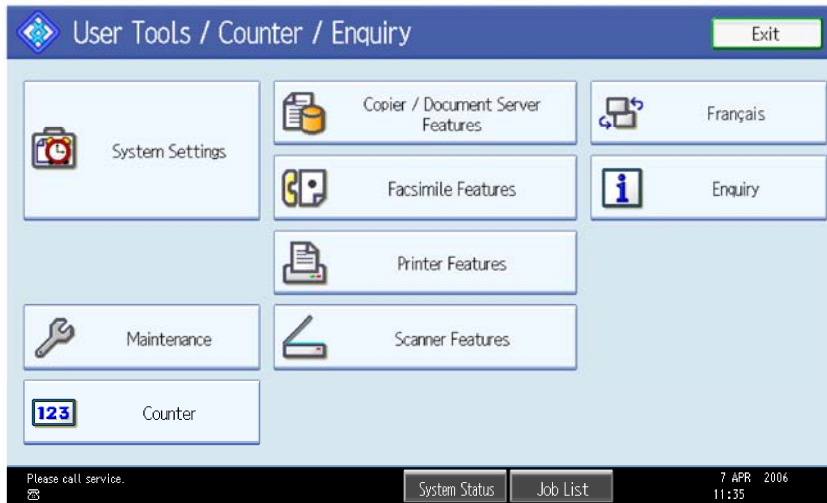 User Tools / Counter / Enquiry
Exit
System Settings
Copier / Document Server
Features
Français
Facsimile Features
Enquiry
Printer Features
Maintenance
Scanner Features
123
Counter
Please call service.
System Status
Job List
7 APR 2006
11:35